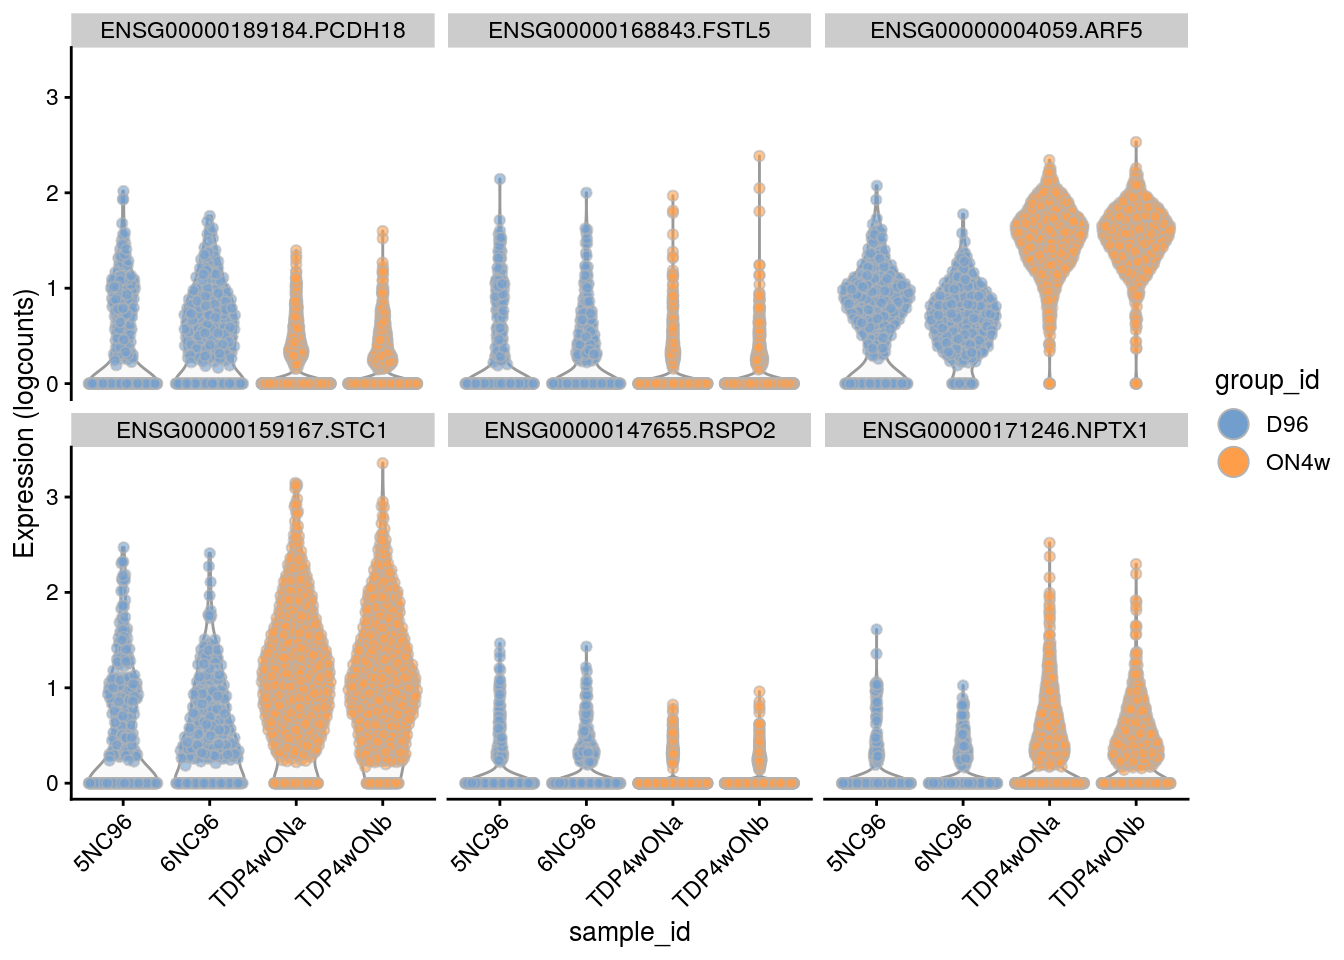 ENSG00000189184.PCDH18 ENSG00000168843.FSTL5 ENSG00000004059.ARF5
3
2
1
0
ENSG00000159167.STC1 ENSG00000147655.RSPO2 ENSG00000171246.NPTX1
3
2
1
0
Expression (logcounts)
5NC96 6NC96 TDP4wONa TDP4wONb 5NC96 6NC96 TDP4wONa TDP4wONb 5NC96 6NC96 TDP4wONa TDP4wONb
sample_id
group_id
D96
ON4w